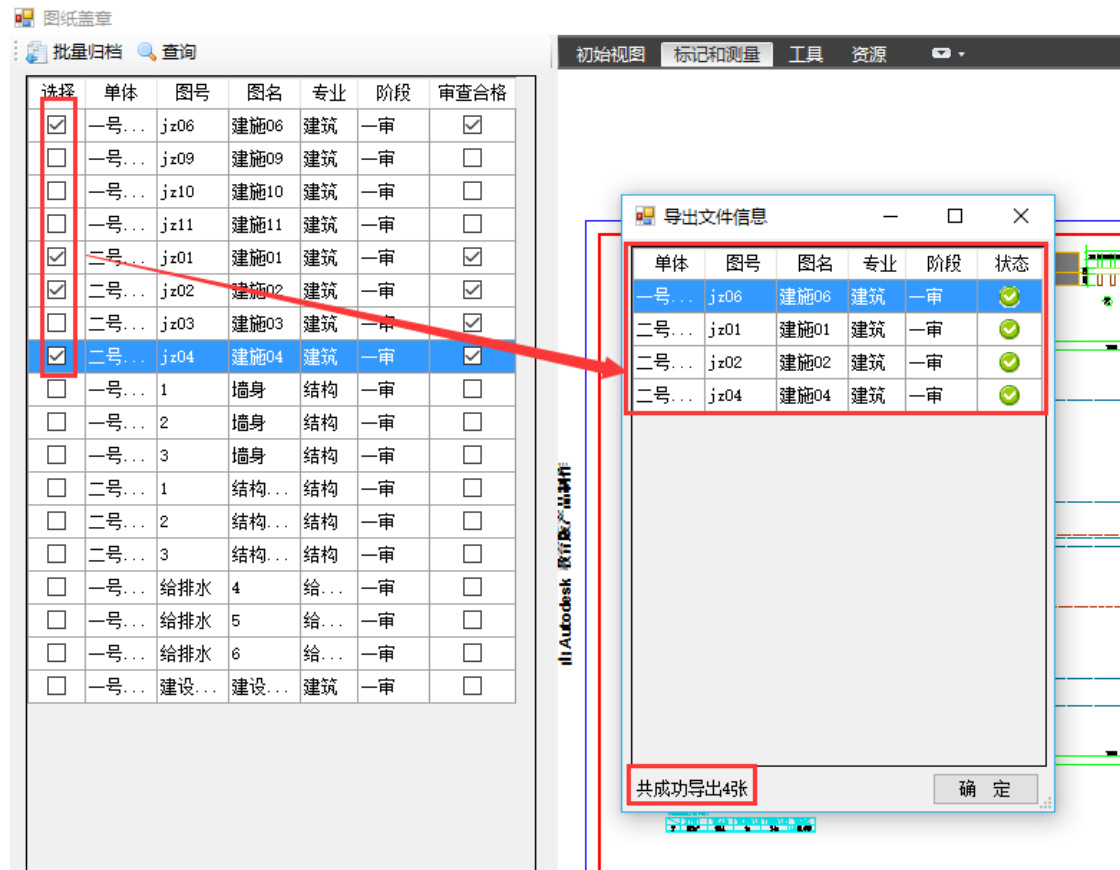 图纸盖章
批量归档 查询
选择 单体 图号 图名 专业 阶段 审查合格
一号... jz06 建施06 建筑 一审
一号... jz09 建施09 建筑 一审
一号... jz10 建施10 建筑 一审
一号... jz11 建施11 建筑 一审
二号... jz01 建施01 建筑 一审
二号... jz02 建施02 建筑 一审
二号... jz03 建施03 建筑 一审
二号... jz04 建施04 建筑 一审
一号... 1 墙身 结构 一审
一号... 2 墙身 结构 一审
一号... 3 墙身 结构 一审
二号... 1 结构... 结构 一审
二号... 2 结构... 结构 一审
二号... 3 结构... 结构 一审
一号... 给排水 4 给... 一审
一号... 给排水 5 给... 一审
一号... 给排水 6 给... 一审
一号... 建设... 建设... 建筑 一审
初始视图 标记和测量 工具 资源
导出文件信息
单体 图号 图名 专业 阶段 状态
一号... jz06 建施06 建筑 一审
二号... jz01 建施01 建筑 一审
二号... jz02 建施02 建筑 一审
二号... jz04 建施04 建筑 一审
共成功导出4张
确 定
由 Autodesk 教育版产品制作